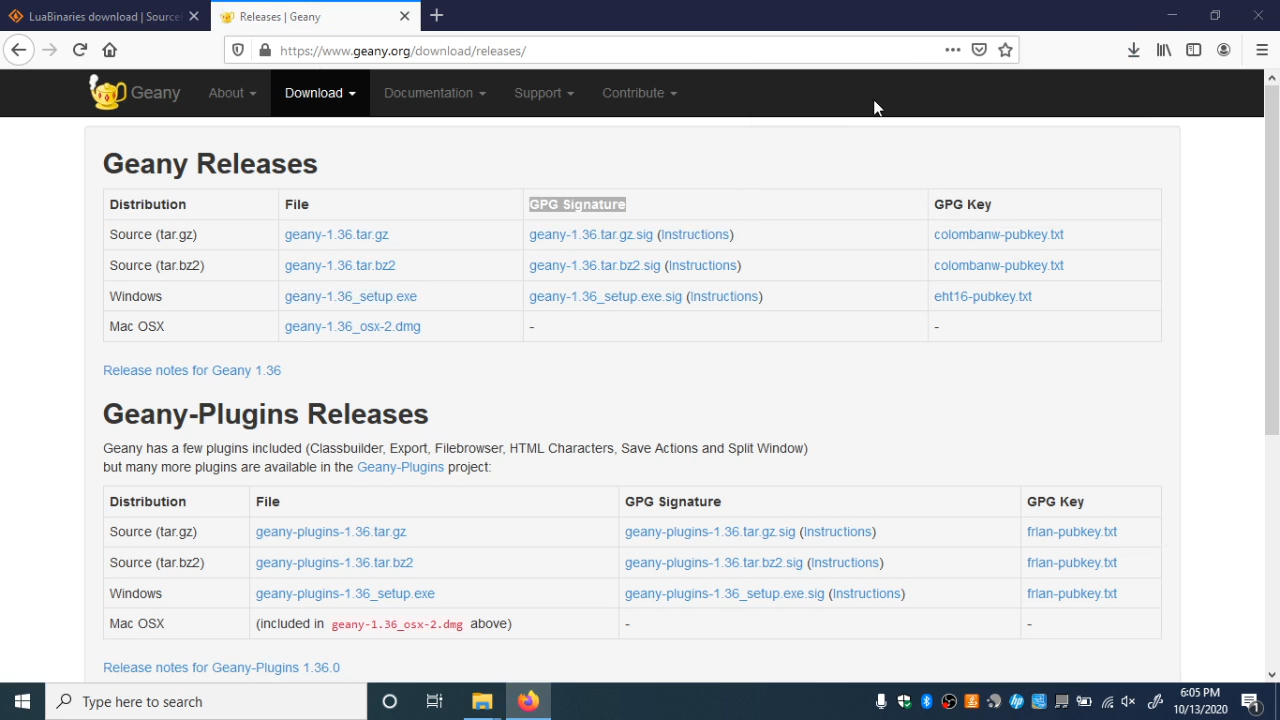 LuaBinaries download | Source
Releases | Geany
https://www.geany.org/download/releases/
Geany
About
Download
Documentation
Support
Contribute
Geany Releases
Distribution File GPG Signature GPG Key
Source (tar.gz) geany-1.36.tar.gz geany-1.36.tar.gz.sig (Instructions) colombanw-pubkey.txt
Source (tar.bz2) geany-1.36.tar.bz2 geany-1.36.tar.bz2.sig (Instructions) colombanw-pubkey.txt
Windows geany-1.36_setup.exe geany-1.36_setup.exe.sig (Instructions) eht16-pubkey.txt
Mac OSX geany-1.36_osx-2.dmg - -
Release notes for Geany 1.36
Geany-Plugins Releases
Geany has a few plugins included (Classbuilder, Export, Filebrowser, HTML Characters, Save Actions and Split Window)
but many more plugins are available in the Geany-Plugins project:
Distribution File GPG Signature GPG Key
Source (tar.gz) geany-plugins-1.36.tar.gz geany-plugins-1.36.tar.gz.sig (Instructions) frlan-pubkey.txt
Source (tar.bz2) geany-plugins-1.36.tar.bz2 geany-plugins-1.36.tar.bz2.sig (Instructions) frlan-pubkey.txt
Windows geany-plugins-1.36_setup.exe geany-plugins-1.36_setup.exe.sig (Instructions) frlan-pubkey.txt
Mac OSX (included in geany-1.36_osx-2.dmg above) - -
Release notes for Geany-Plugins 1.36.0
Type here to search
6:05 PM
10/13/2020
1